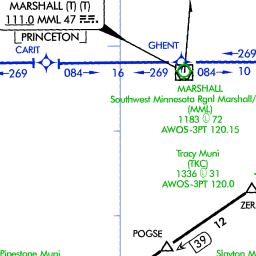 MARSHALL (T) (T)
111.0 MML 47
PRINCETON
CARIT
GHENT
269
269
084
16
269
084
10
MARSHALL
Southwest Minnesota Rgnl Marshall/
(MML)
1183 72
AWOS-3PT 120.15
Tracy Muni
(TKC)
1336 31
AWOS-3PT 120.0
ZER
12
39
POGSE
Pipestone Muni
Slayton M